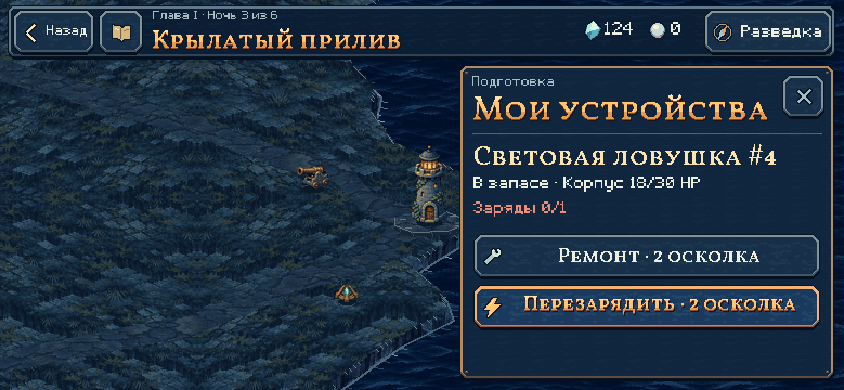 Назад
Глава I · Ночь 3 из 6
Крылатый прилив
124
0
Разведка
Подготовка
Мои устройства
Световая ловушка #4
В запасе · Корпус 18/30 HP
Заряды 0/1
Ремонт · 2 осколка
Перезарядить · 2 осколка